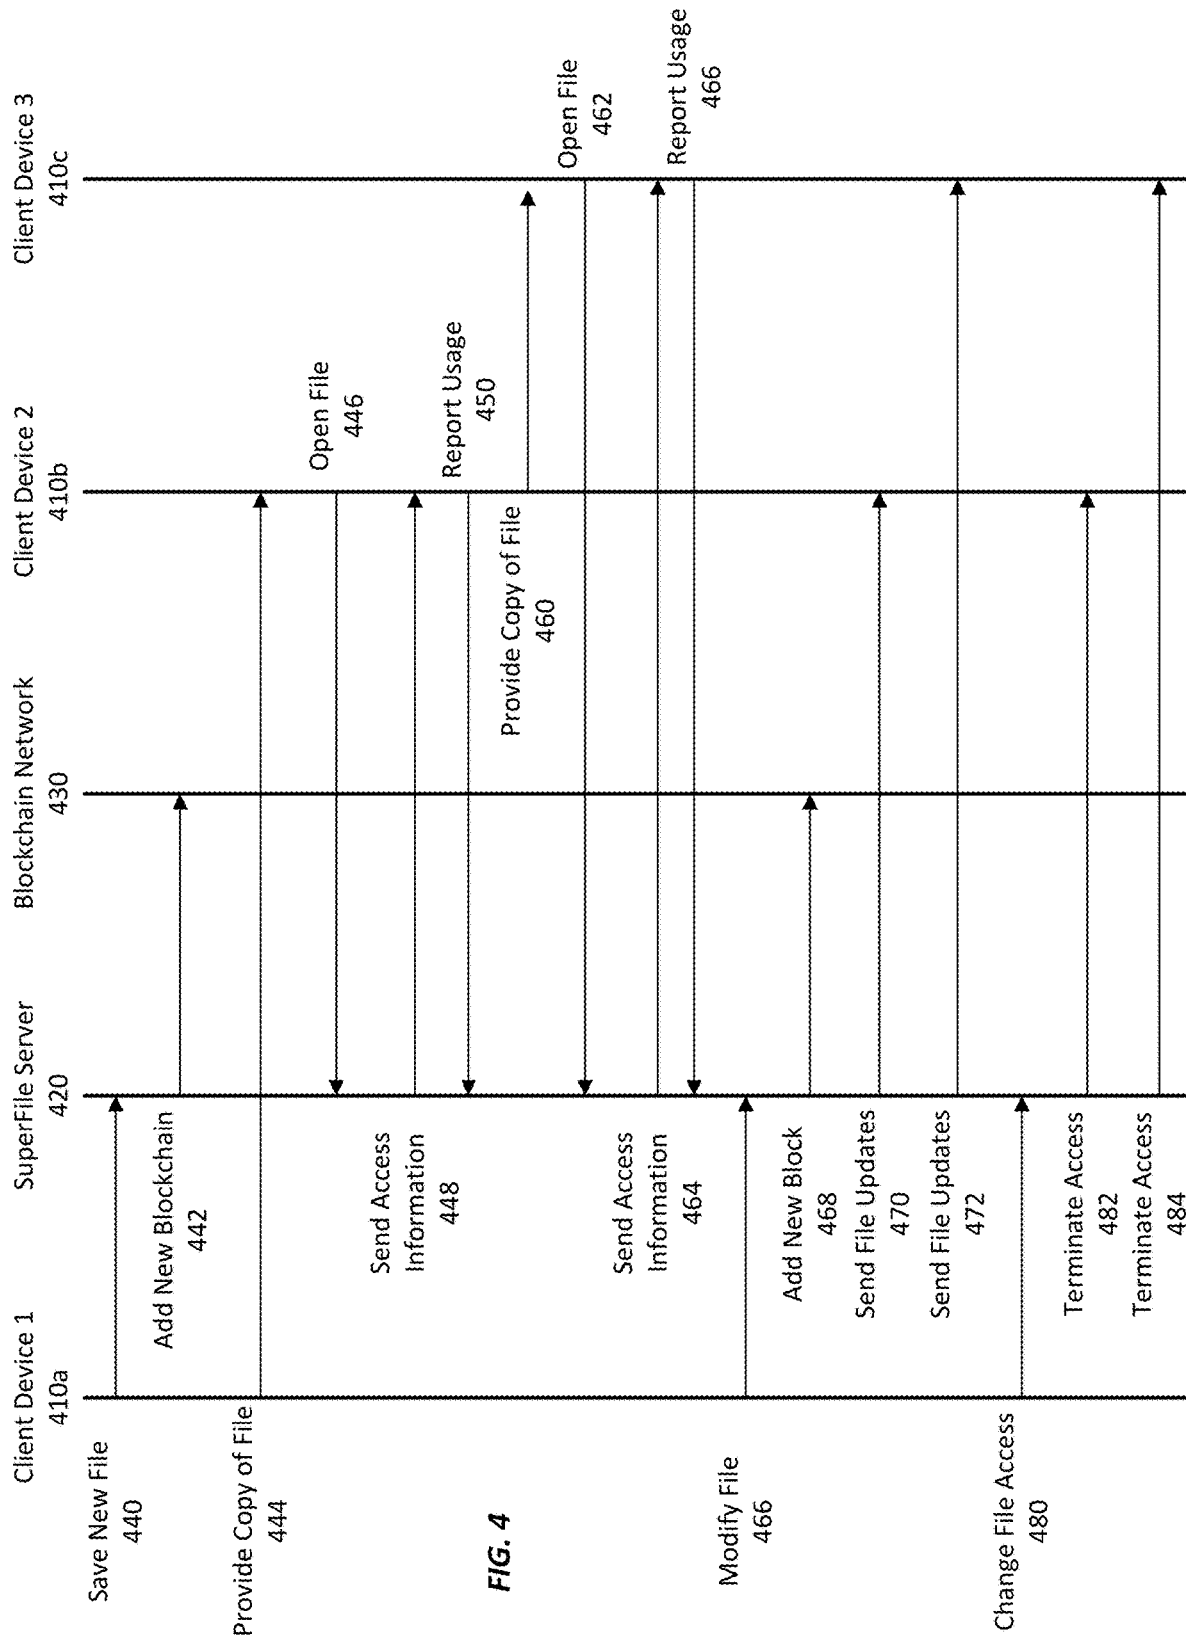 Client Device 1
410a
SuperFile Server
420
Blockchain Network
430
Client Device 2
410b
Client Device 3
410c
Save New File
440
Add New Blockchain
442
Provide Copy of File
444
Open File
446
Send Access
Information
448
Report Usage
450
Provide Copy of File
460
Open File
462
Send Access
Information
464
Report Usage
466
Modify File
466
Add New Block
468
Send File Updates
470
Send File Updates
472
Change File Access
480
Terminate Access
482
Terminate Access
484
FIG. 4